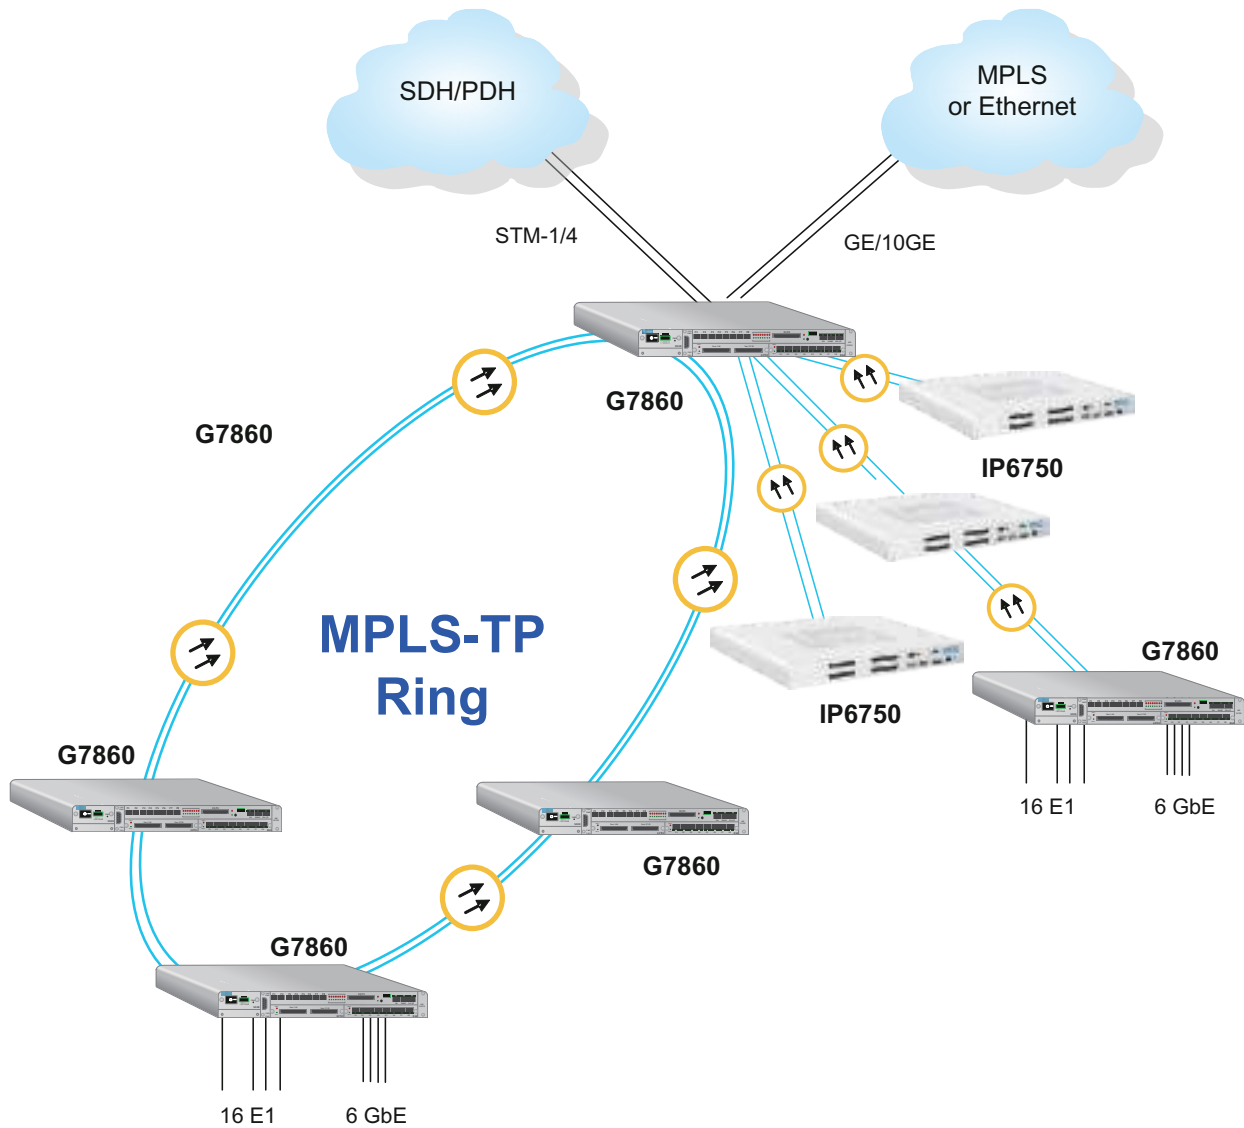 SDH/PDH
MPLS
or Ethernet
STM-1/4
GE/10GE
G7860
G7860
IP6750
MPLS-TP
Ring
G7860
IP6750
G7860
16 E1
6 GbE
G7860
G7860
16 E1
6 GbE